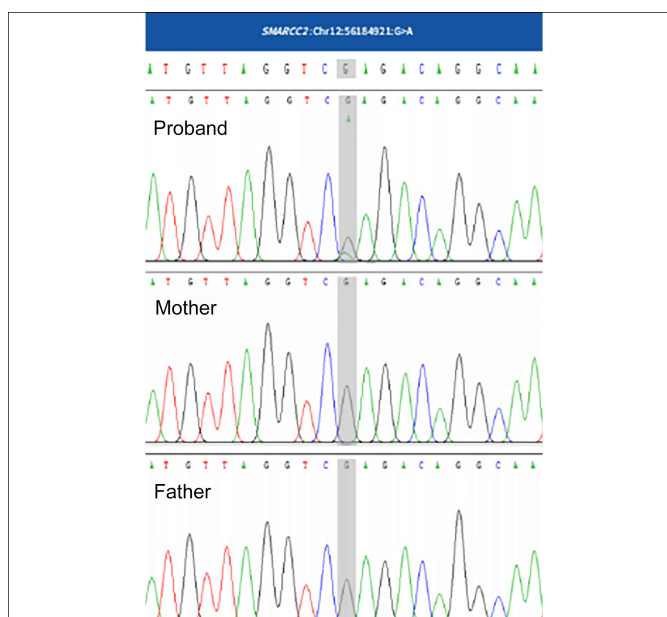 SMARCC2:Chr12:56184921:G>A
A T G T T A G G T C G A G A C A G G C A A
A T G T T A G G T C G A G A C A G G C A A
A
Proband
A T G T T A G G T C G A G A C A G G C A A
Mother
A T G T T A G G T C G A G A C A G G C A A
Father